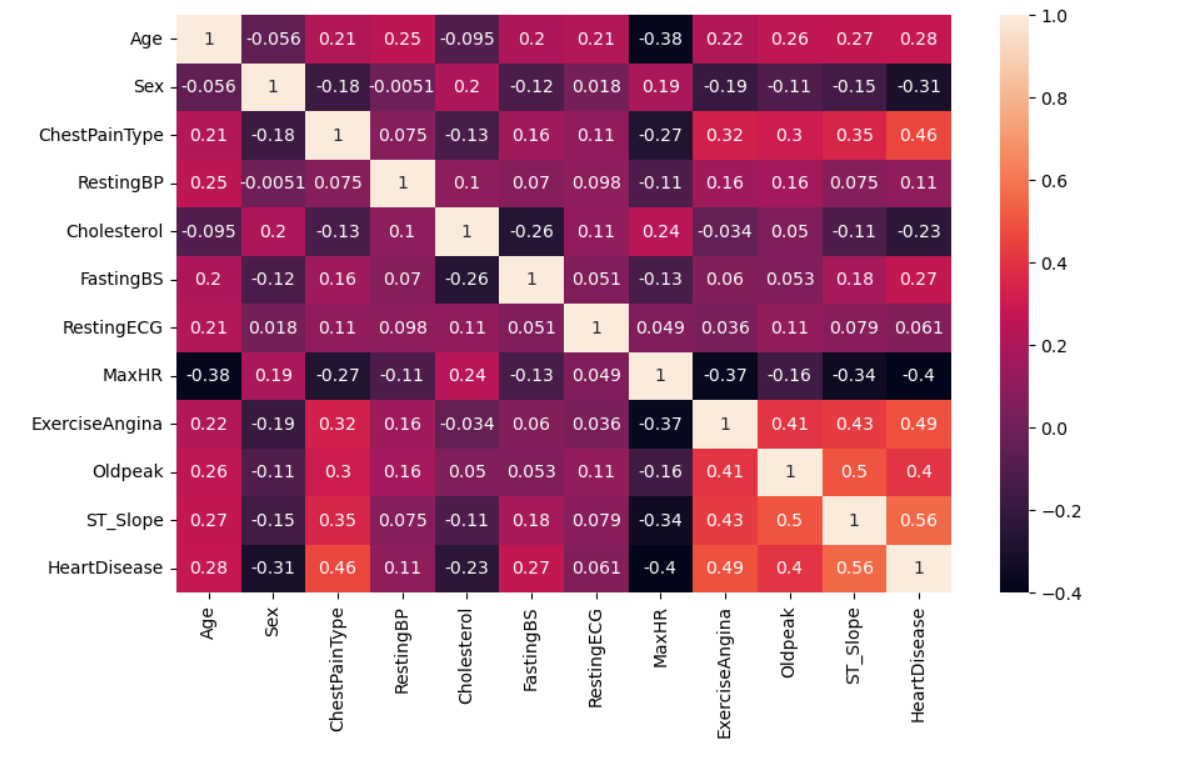 Age 1 -0.056 0.21 0.25 -0.095 0.2 0.21 -0.38 0.22 0.26 0.27 0.28
Sex -0.056 1 -0.18 -0.0051 0.2 -0.12 0.018 0.19 -0.19 -0.11 -0.15 -0.31
ChestPainType 0.21 -0.18 1 0.075 -0.13 0.16 0.11 -0.27 0.32 0.3 0.35 0.46
RestingBP 0.25 -0.0051 0.075 1 0.1 0.07 0.098 -0.11 0.16 0.16 0.075 0.11
Cholesterol -0.095 0.2 -0.13 0.1 1 -0.26 0.11 0.24 -0.034 0.05 -0.11 -0.23
FastingBS 0.2 -0.12 0.16 0.07 -0.26 1 0.051 -0.13 0.06 0.053 0.18 0.27
RestingECG 0.21 0.018 0.11 0.098 0.11 0.051 1 0.049 0.036 0.11 0.079 0.061
MaxHR -0.38 0.19 -0.27 -0.11 0.24 -0.13 0.049 1 -0.37 -0.16 -0.34 -0.4
ExerciseAngina 0.22 -0.19 0.32 0.16 -0.034 0.06 0.036 -0.37 1 0.41 0.43 0.49
Oldpeak 0.26 -0.11 0.3 0.16 0.05 0.053 0.11 -0.16 0.41 1 0.5 0.4
ST_Slope 0.27 -0.15 0.35 0.075 -0.11 0.18 0.079 -0.34 0.43 0.5 1 0.56
HeartDisease 0.28 -0.31 0.46 0.11 -0.23 0.27 0.061 -0.4 0.49 0.4 0.56 1
Age
Sex
ChestPainType
RestingBP
Cholesterol
FastingBS
RestingECG
MaxHR
ExerciseAngina
Oldpeak
ST_Slope
HeartDisease
1.0
0.8
0.6
0.4
0.2
0.0
−0.2
−0.4